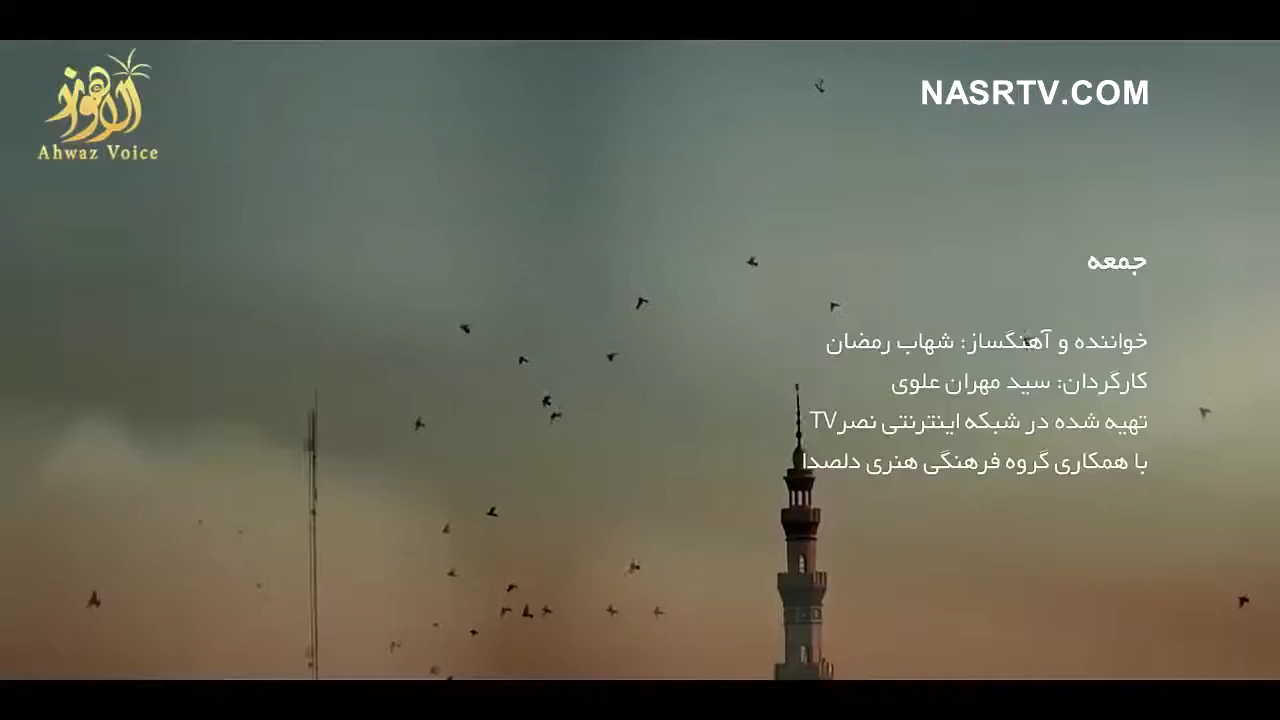 الاهواز
Ahwaz Voice
NASRTV.COM
جمعه
خواننده و آهنگساز: شهاب رمضان
کارگردان: سید مهران علوی
تهیه شده در شبکه اینترنتی نصرTV
با همکاری گروه فرهنگی هنری دلصدا